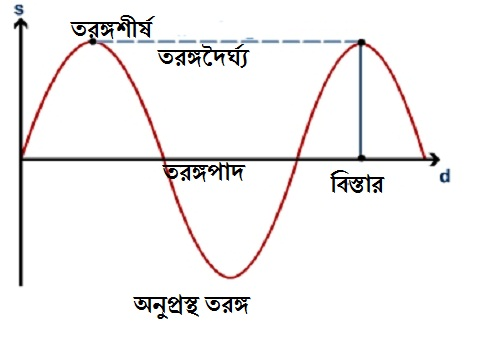 s
তরঙ্গশীর্ষ
তরঙ্গদৈর্ঘ্য
তরঙ্গপাদ
বিস্তার
d
অনুপ্রস্থ তরঙ্গ